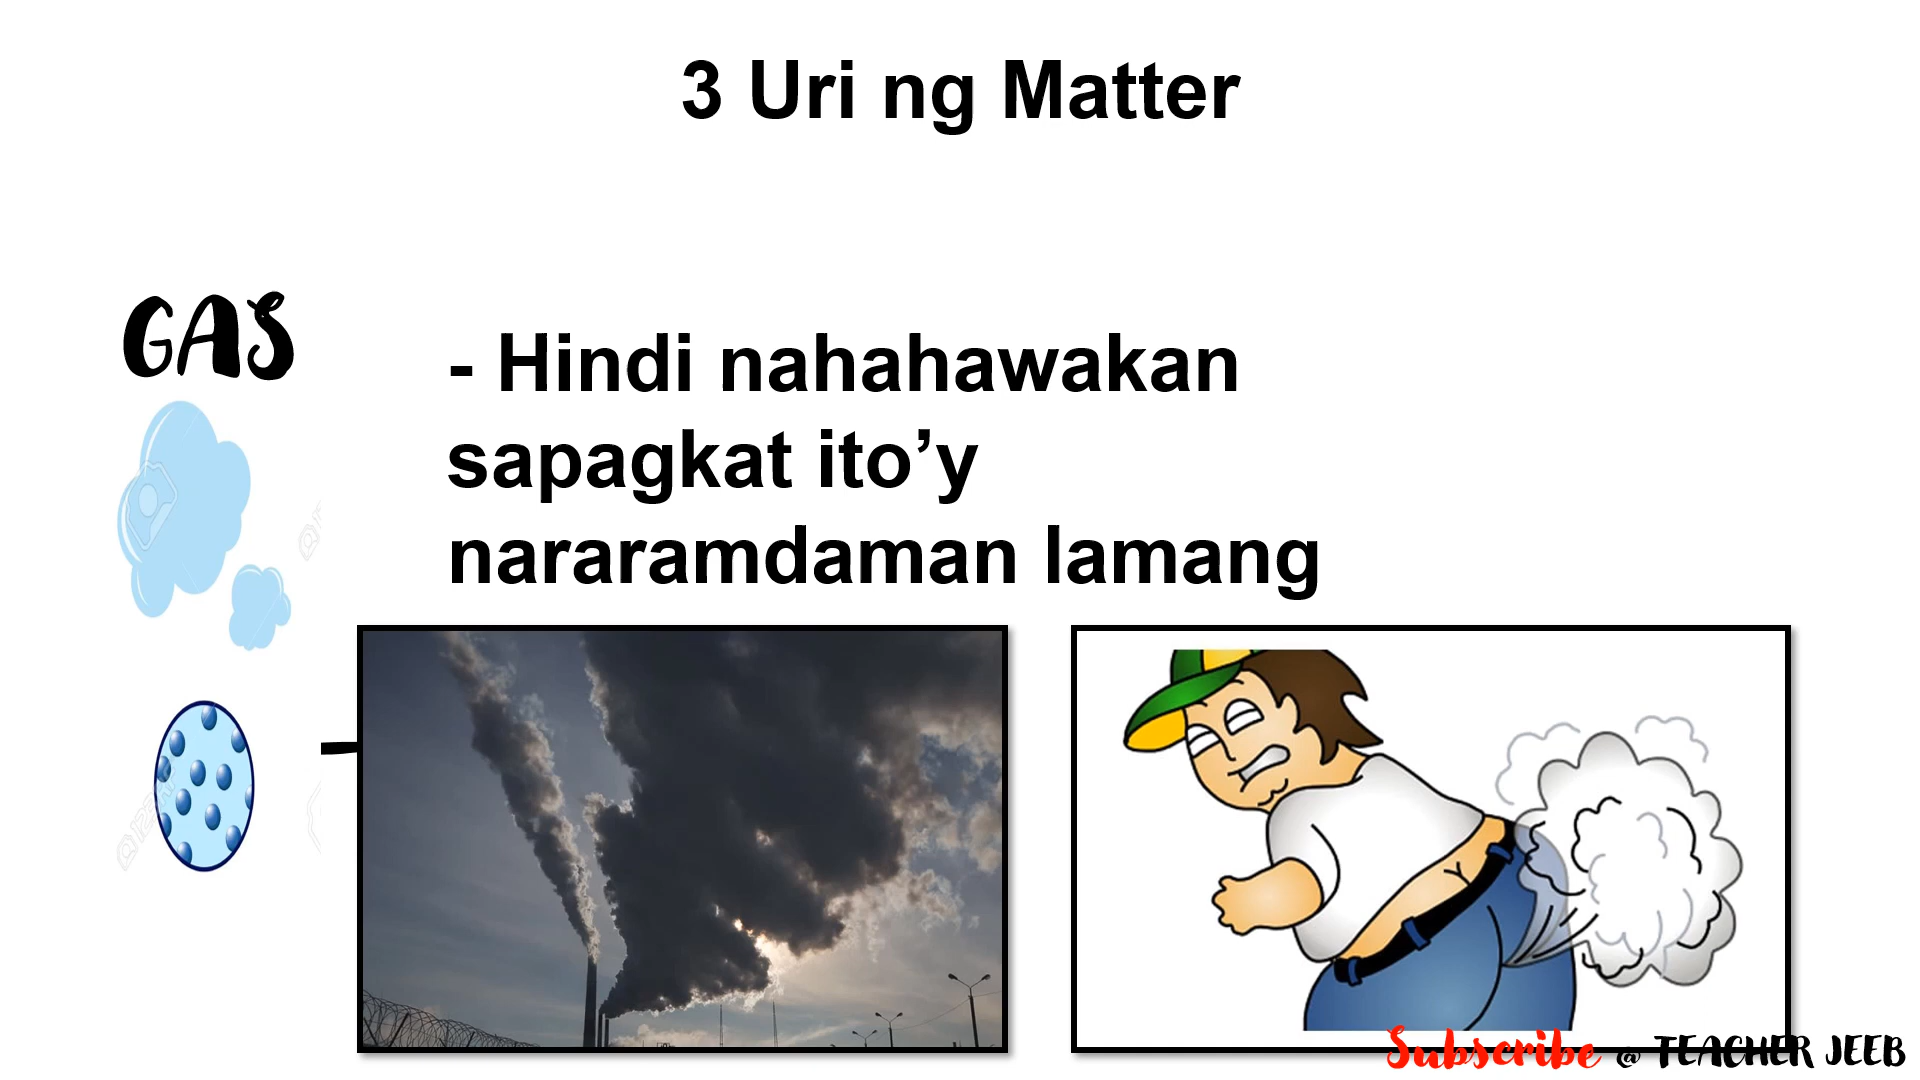 3 Uri ng Matter
GAS
- Hindi nahahawakan
sapagkat ito’y
nararamdaman lamang
Subscribe @ TEACHER JEEB